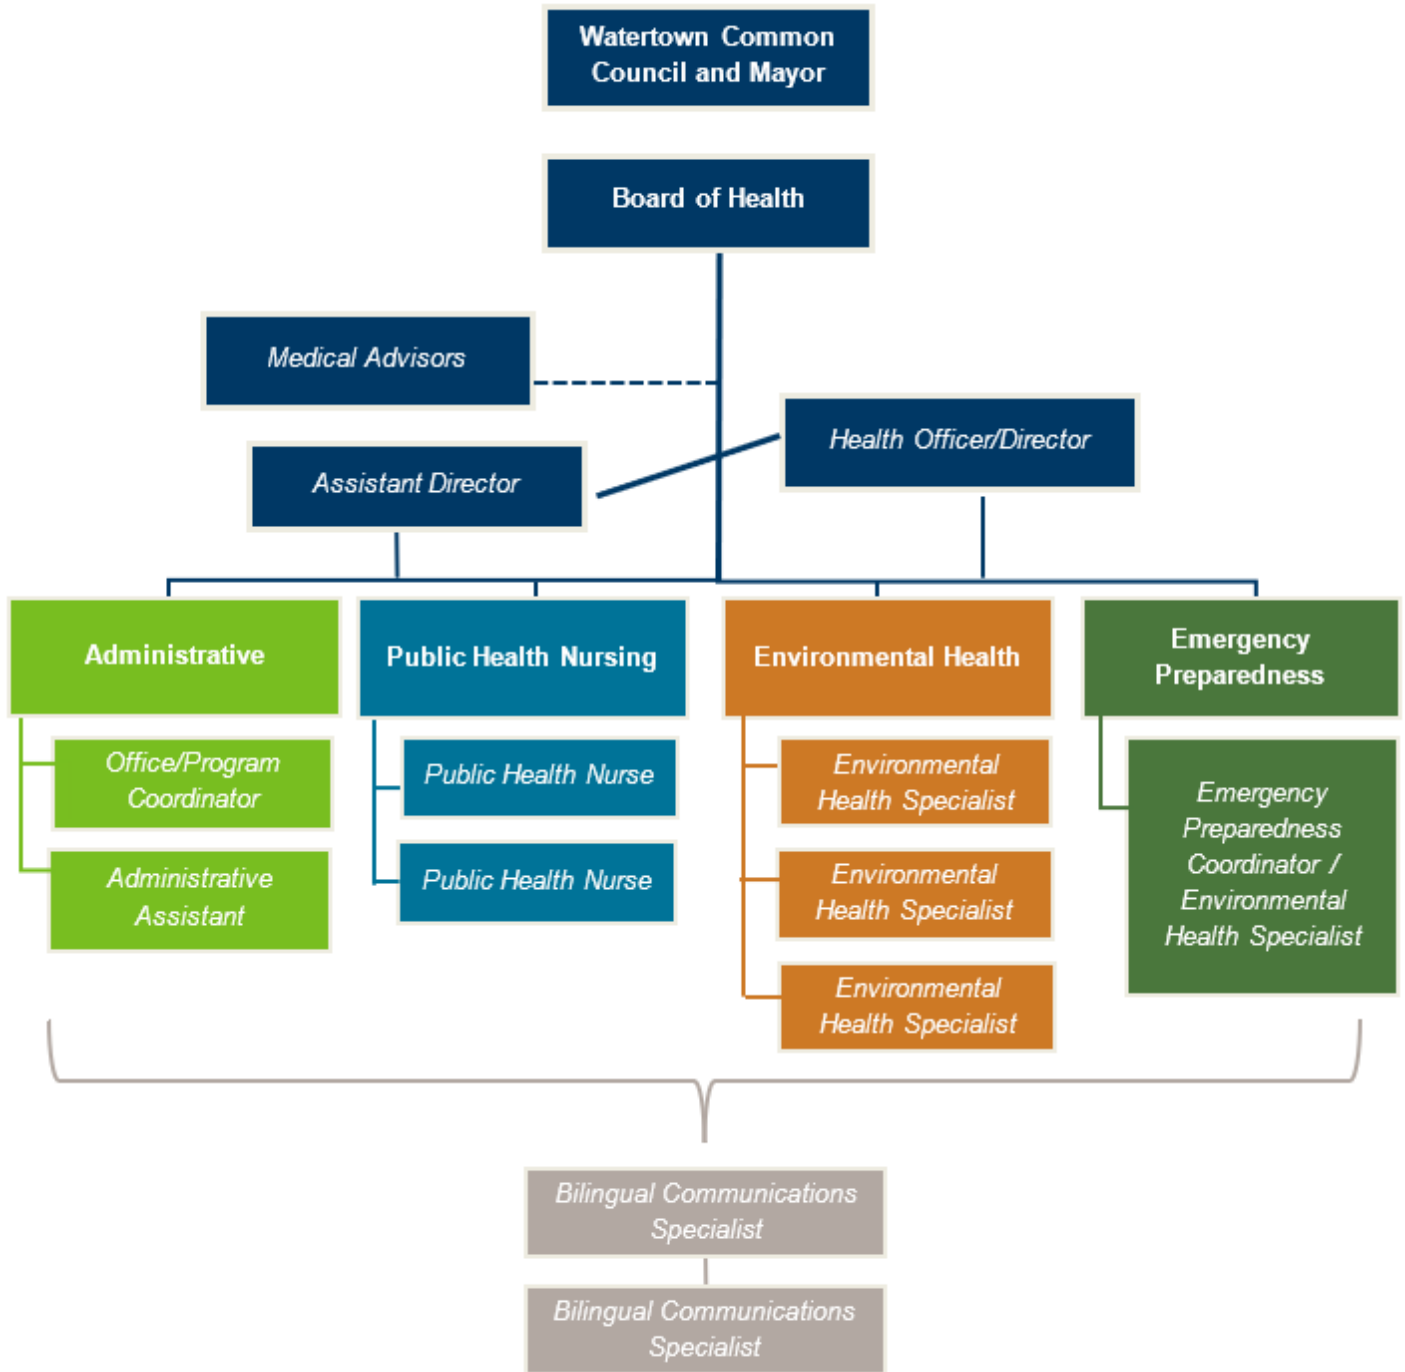 Watertown Common
Council and Mayor
Board of Health
Medical Advisors
Health Officer/Director
Assistant Director
Administrative
Office/Program
Coordinator
Administrative
Assistant
Public Health Nursing
Public Health Nurse
Public Health Nurse
Environmental Health
Environmental
Health Specialist
Environmental
Health Specialist
Environmental
Health Specialist
Emergency
Preparedness
Emergency
Preparedness
Coordinator /
Environmental
Health Specialist
Bilingual Communications
Specialist
Bilingual Communications
Specialist